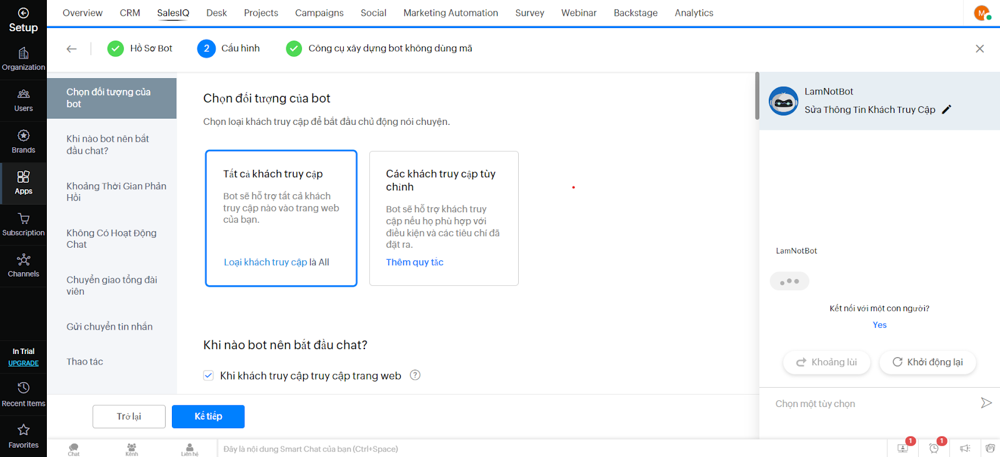 Setup
Organization
Users
Brands
Apps
Subscription
Channels
In Trial
UPGRADE
Recent Items
Favorites
Overview CRM SalesIQ Desk Projects Campaigns Social Marketing Automation Survey Webinar Backstage Analytics
M
Hồ Sơ Bot 2 Cấu hình Công cụ xây dựng bot không dùng mã
Chọn đối tượng của
bot
Khi nào bot nên bắt
đầu chat?
Khoảng Thời Gian Phản
Hồi
Không Có Hoạt Động
Chat
Chuyển giao tổng đài
viên
Gửi chuyển tin nhắn
Thao tác
Chọn đối tượng của bot
Chọn loại khách truy cập để bắt đầu chủ động nói chuyện.
Tất cả khách truy cập
Bot sẽ hỗ trợ tất cả khách
truy cập nào vào trang web
của bạn.
Loại khách truy cập là All
Các khách truy cập tùy
chỉnh
Bot sẽ hỗ trợ khách truy
cập nếu họ phù hợp với
điều kiện và các tiêu chí đã
đặt ra.
Thêm quy tắc
Khi nào bot nên bắt đầu chat?
Khi khách truy cập truy cập trang web ?
Trở lại Kế tiếp
LamNotBot
Sửa Thông Tin Khách Truy Cập
LamNotBot
Kết nối với một con người?
Yes
Khoảng lùi Khởi động lại
Chọn một tùy chọn
Chat Kênh Liên hệ Đây là nội dung Smart Chat của bạn (Ctrl+Space) 1 1